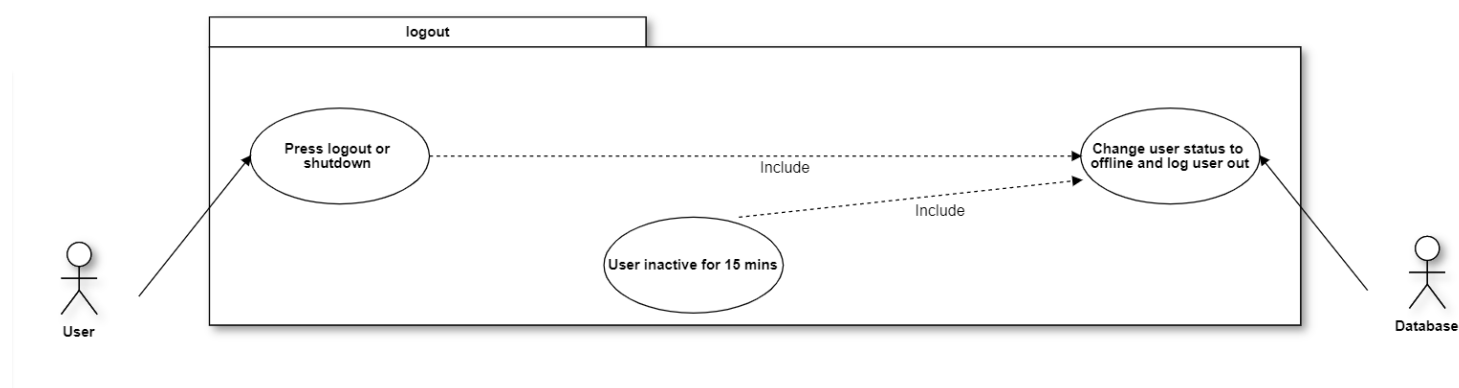 logout
Press logout or
shutdown
Change user status to
offline and log user out
Include
Include
User inactive for 15 mins
User
Database